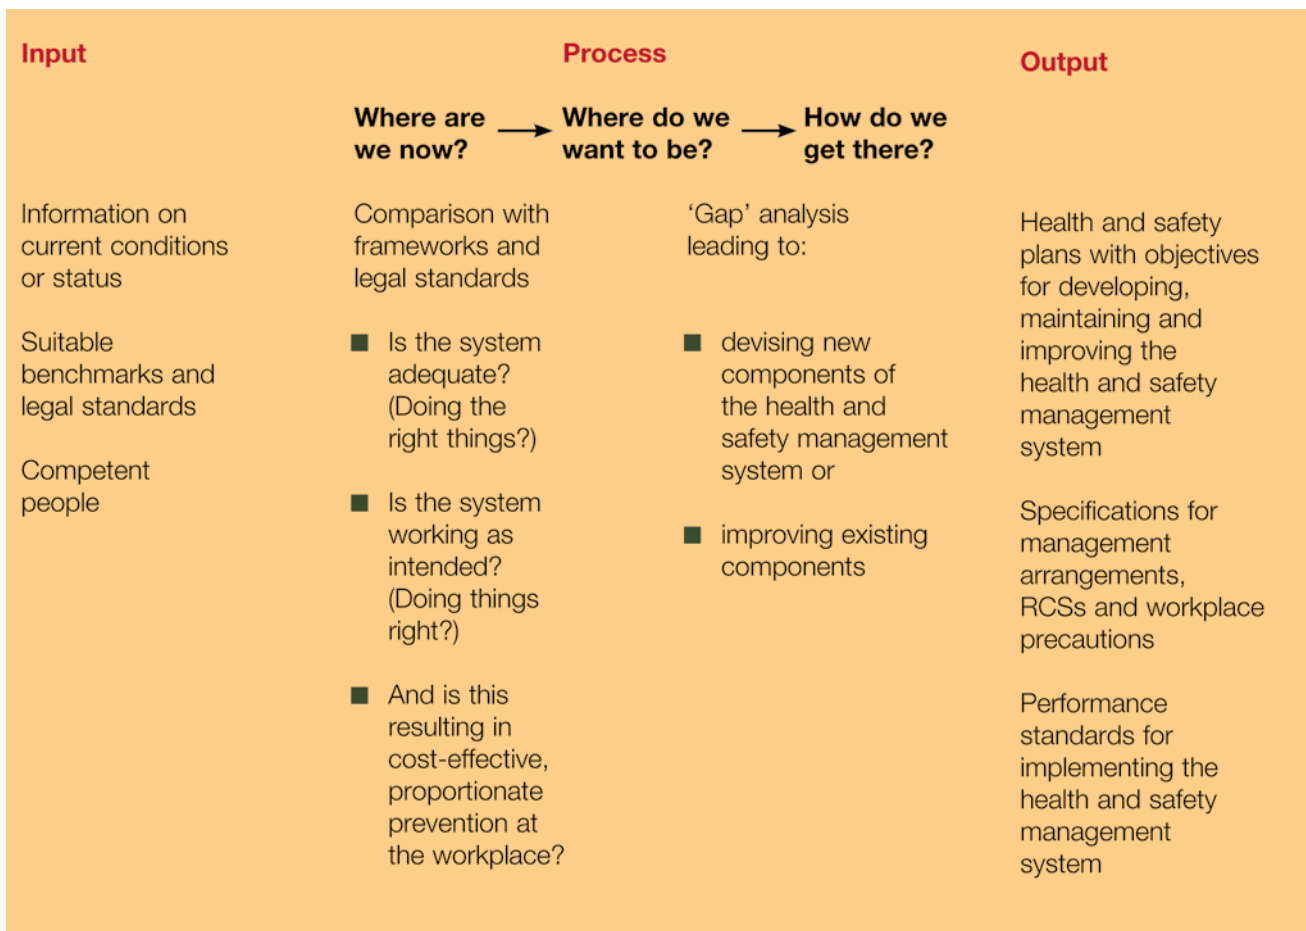 Input
Process
Output
Where are
we now?
Where do we
want to be?
How do we
get there?
Information on
current conditions
or status
Suitable
benchmarks and
legal standards
Competent
people
Comparison with
frameworks and
legal standards
Is the system
adequate?
(Doing the
right things?)
Is the system
working as
intended?
(Doing things
right?)
And is this
resulting in
cost-effective,
proportionate
prevention at
the workplace?
‘Gap’ analysis
leading to:
devising new
components of
the health and
safety management
system or
improving existing
components
Health and safety
plans with objectives
for developing,
maintaining and
improving the
health and safety
management
system
Specifications for
management
arrangements,
RCSs and workplace
precautions
Performance
standards for
implementing the
health and safety
management
system